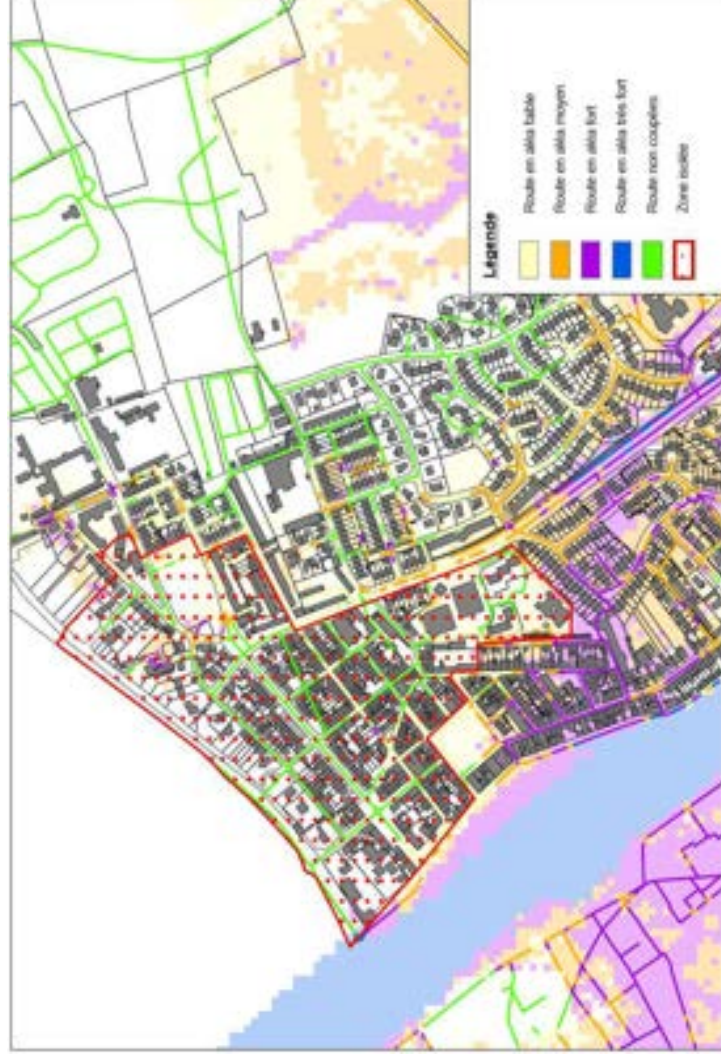 Légende
Route en aléa faible
Route en aléa moyen
Route en aléa fort
Route en aléa très fort
Route non coupées
Zone isolée